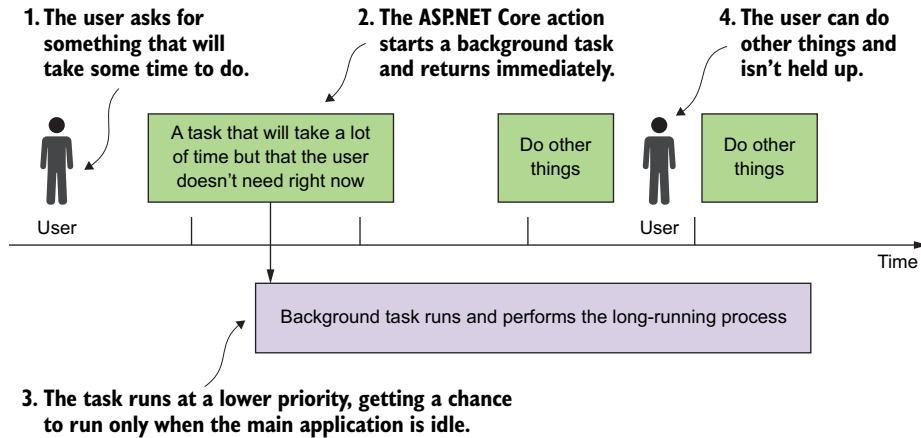 1. The user asks for
something that will
take some time to do.
2. The ASP.NET Core action
starts a background task
and returns immediately.
4. The user can do
other things and
isn't held up.
A task that will take a lot
of time but that the user
doesn't need right now
Do other
things
Do other
things
User
User
Time
Background task runs and performs the long-running process
3. The task runs at a lower priority, getting a chance
to run only when the main application is idle.